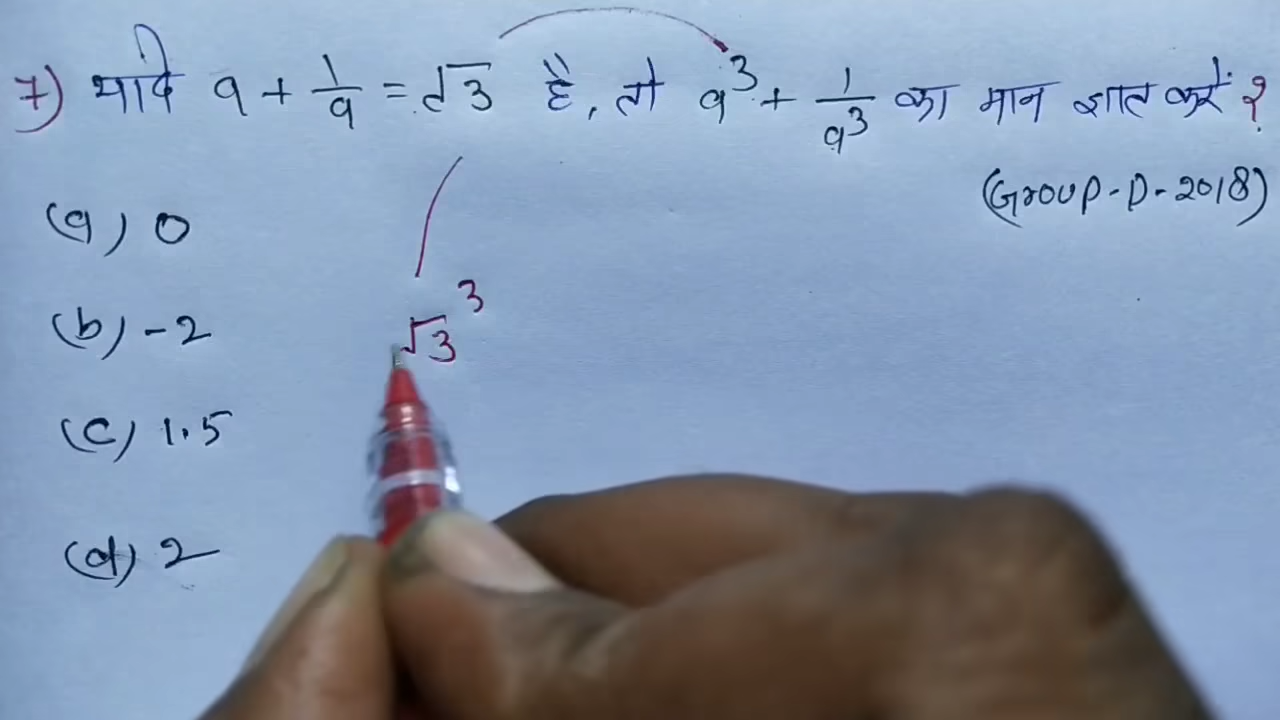 7) यदि a + 1/a = √3 है, तो a³ + 1/a³ का मान ज्ञात करें ?
(Group-D-2018)
(a) 0
(b) -2
(c) 1.5
(d) 2
√3³